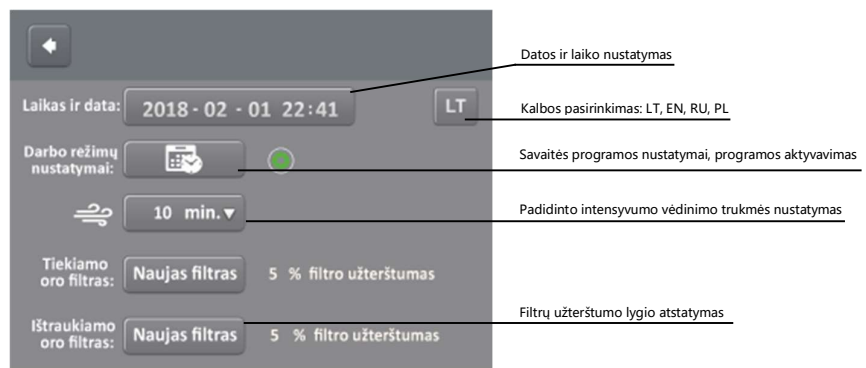 Datos ir laiko nustatymas
Laikas ir data:
2018 - 02 - 01 22:41
LT
Kalbos pasirinkimas: LT, EN, RU, PL
Darbo režimų
nustatymai:
Savaitės programos nustatymai, programos aktyvavimas
10 min.
Padidinto intensyvumo vėdinimo trukmės nustatymas
Tiekiamo
oro filtras:
Naujas filtras
5 % filtro užterštumas
Filtrų užterštumo lygio atstatymas
Ištraukiamo
oro filtras:
Naujas filtras
5 % filtro užterštumas